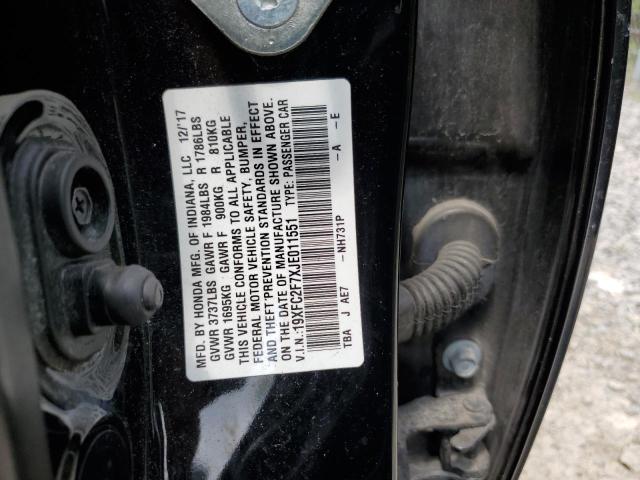 MFD. BY HONDA MFG. OF INDIANA, LLC 12/17
GVWR 3737LBS GAWR F 1984LBS R 1786LBS
GVWR 1695KG GAWR F 900KG R 810KG
THIS VEHICLE CONFORMS TO ALL APPLICABLE
FEDERAL MOTOR VEHICLE SAFETY, BUMPER,
AND THEFT PREVENTION STANDARDS IN EFFECT
ON THE DATE OF MANUFACTURE SHOWN ABOVE.
V.I.N.:19XFC2F7XJE011551 TYPE: PASSENGER CAR
TBA J AE7 -NH731P -A -E